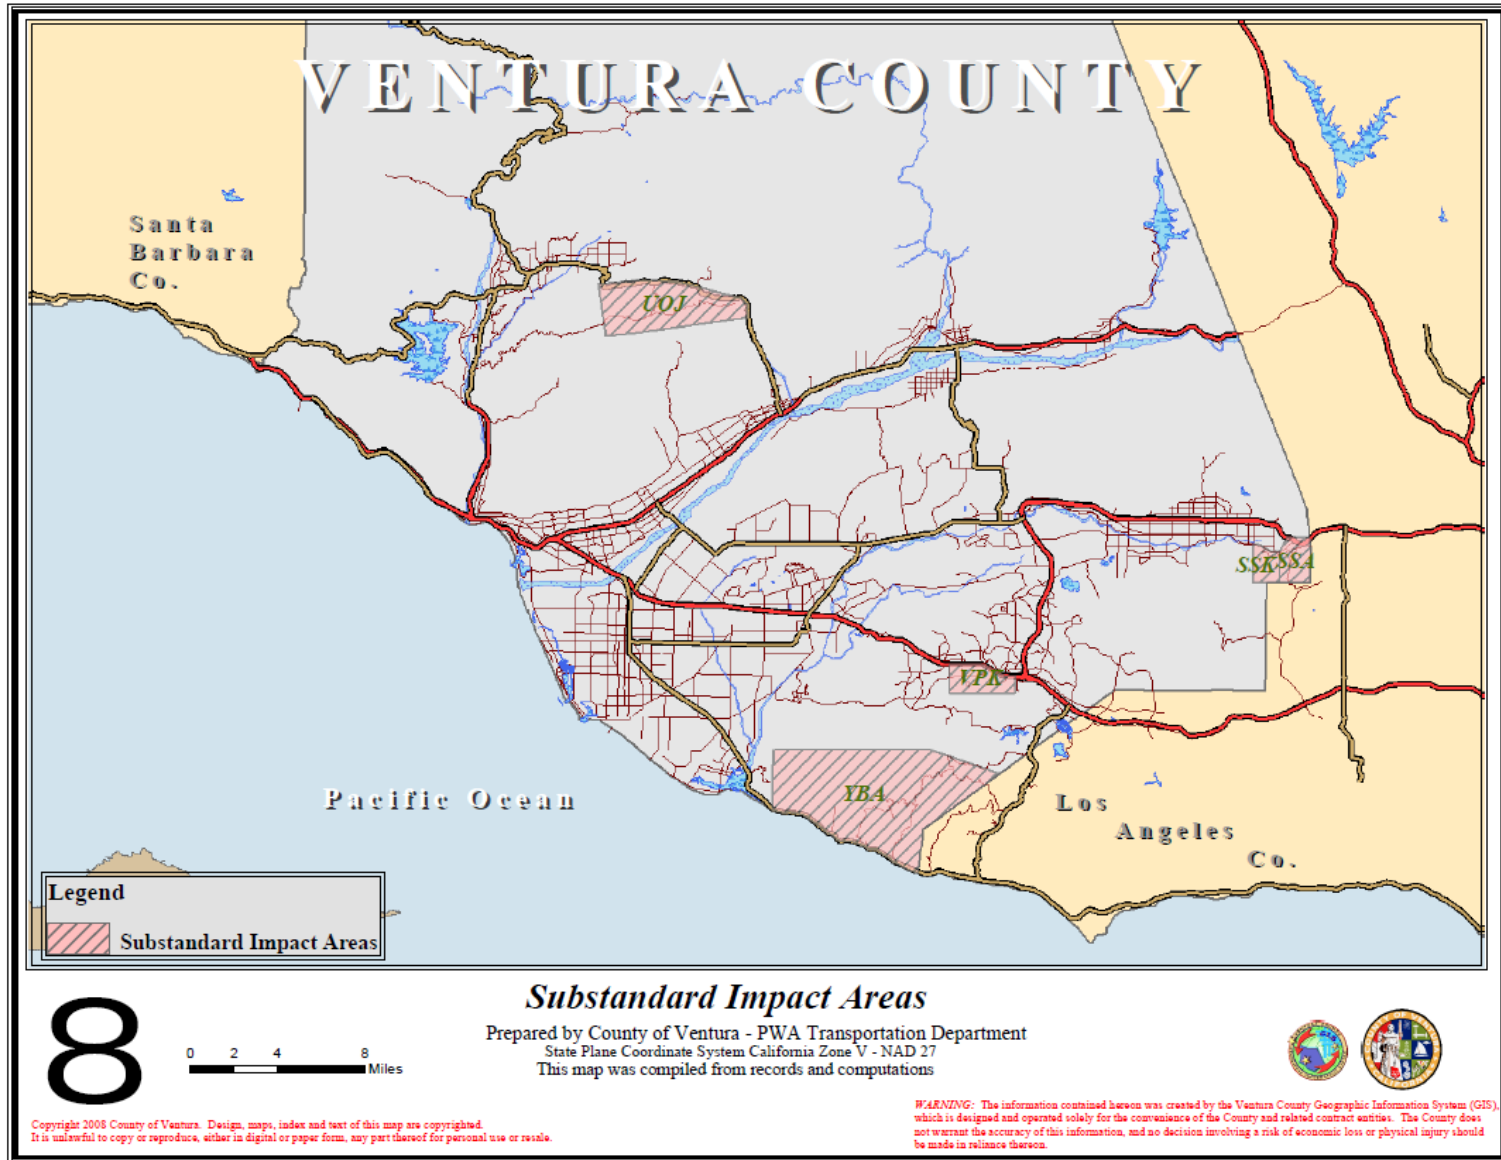 VENTURA COUNTY
Santa
Barbara
Co.
UOJ
SSK
SSA
VPK
YBA
Pacific Ocean
Los
Angeles
Co.
Legend
Substandard Impact Areas
8
Substandard Impact Areas
Prepared by County of Ventura - PWA Transportation Department
State Plane Coordinate System California Zone V - NAD 27
This map was compiled from records and computations
0 2 4 8
Miles
Copyright 2008 County of Ventura. Design, maps, index and text of this map are copyrighted.
It is unlawful to copy or reproduce, either in digital or paper form, any part thereof for personal use or resale.
WARNING: The information contained hereon was created by the Ventura County Geographic Information System (GIS),
which is designed and operated solely for the convenience of the County and related contract entities. The County does
not warrant the accuracy of this information, and no decision involving a risk of economic loss or physical injury should
be made in reliance thereon.